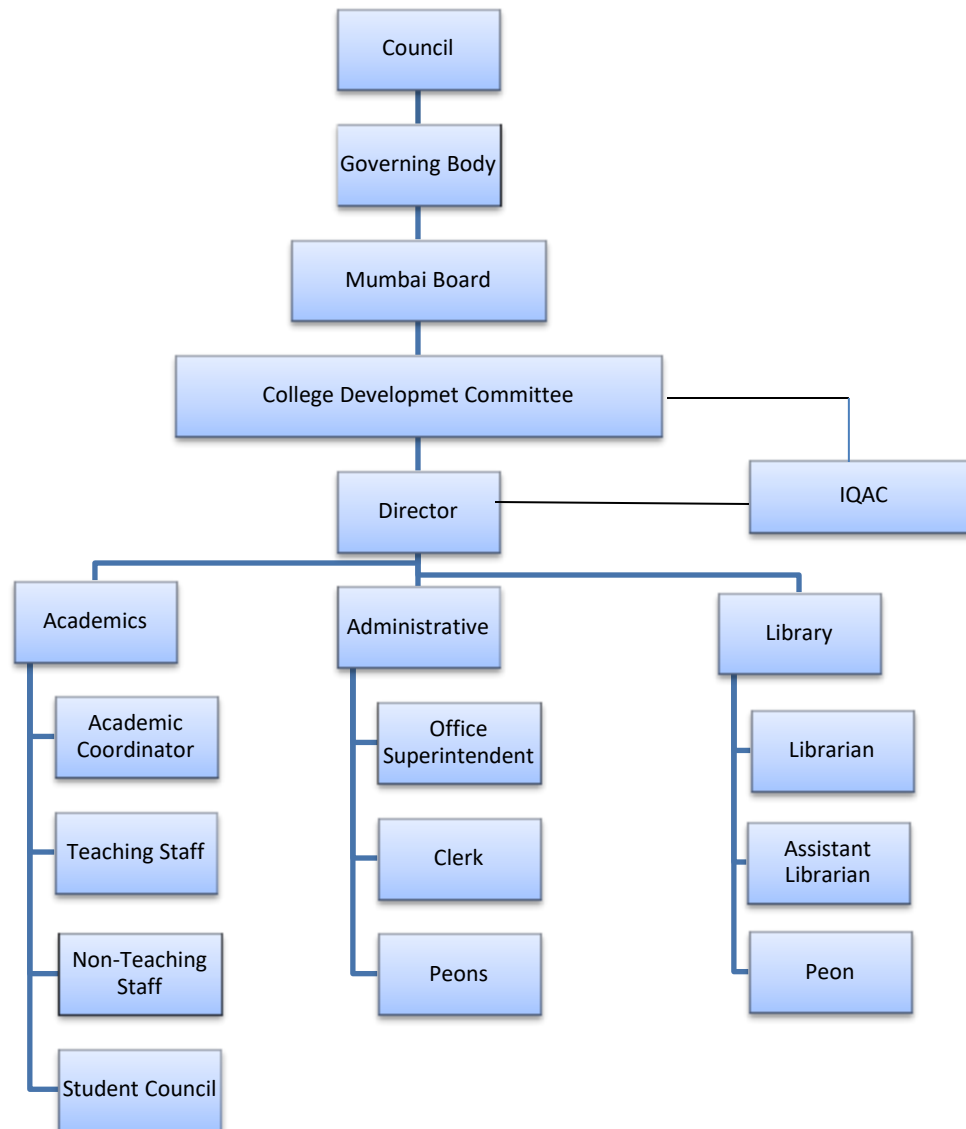 Council
Governing Body
Mumbai Board
College Developmet Committee
IQAC
Director
Academics
Administrative
Library
Academic
Coordinator
Teaching Staff
Non-Teaching
Staff
Student Council
Office
Superintendent
Clerk
Peons
Librarian
Assistant
Librarian
Peon